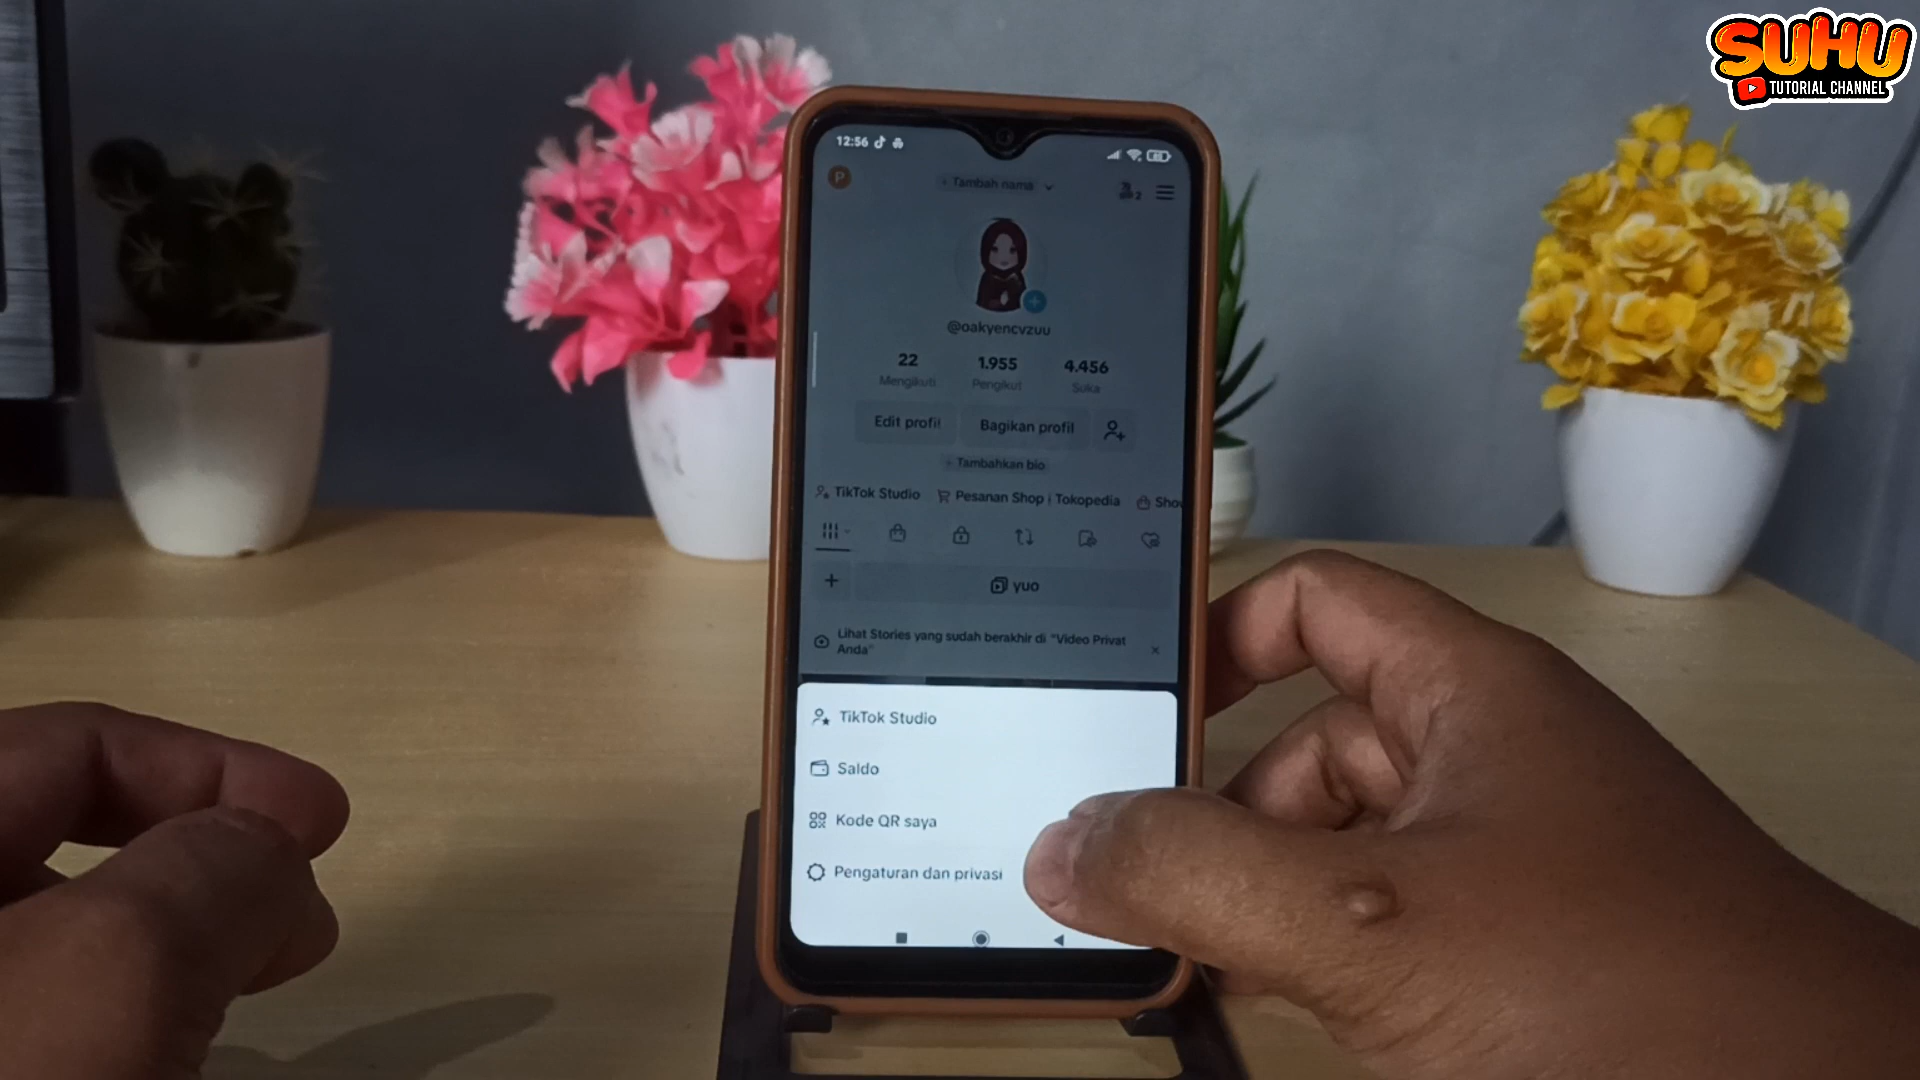 SUHU
TUTORIAL CHANNEL
12:56
P
+ Tambah nama
2
@oakyencvzuu
22 1.955 4.456
Mengikuti Pengikut Suka
Edit profil Bagikan profil
+ Tambahkan bio
TikTok Studio Pesanan Shop | Tokopedia Show
yuo
Lihat Stories yang sudah berakhir di "Video Privat
Anda"
TikTok Studio
Saldo
Kode QR saya
Pengaturan dan privasi